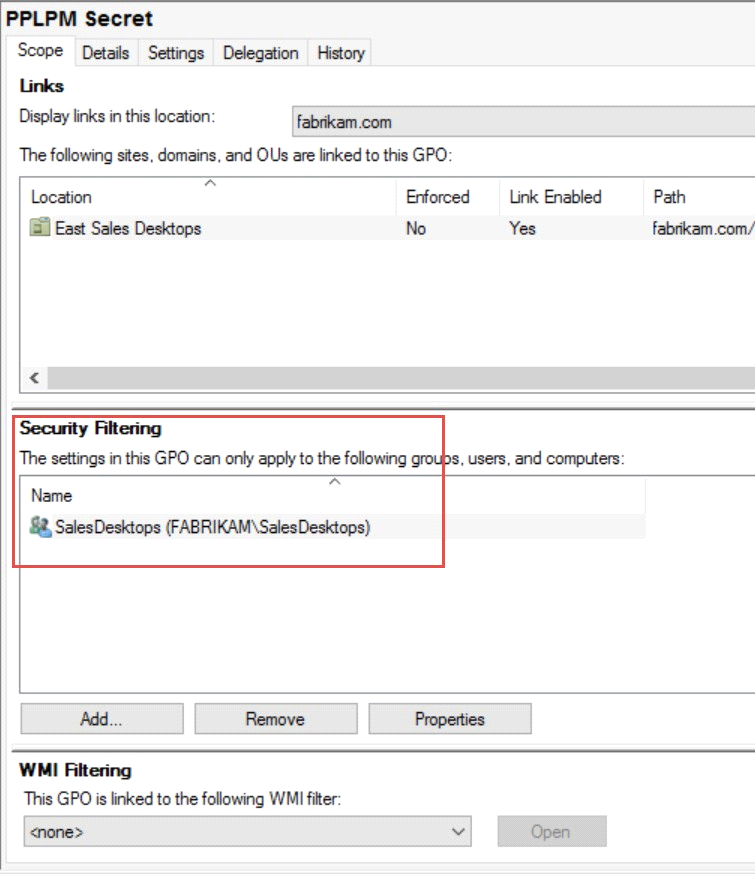 PPLPM Secret
Scope Details Settings Delegation History
Links
Display links in this location: fabrikam.com
The following sites, domains, and OUs are linked to this GPO:
Location Enforced Link Enabled Path
East Sales Desktops No Yes fabrikam.com/
Security Filtering
The settings in this GPO can only apply to the following groups, users, and computers:
Name
SalesDesktops (FABRIKAM\SalesDesktops)
Add... Remove Properties
WMI Filtering
This GPO is linked to the following WMI filter:
<none> Open